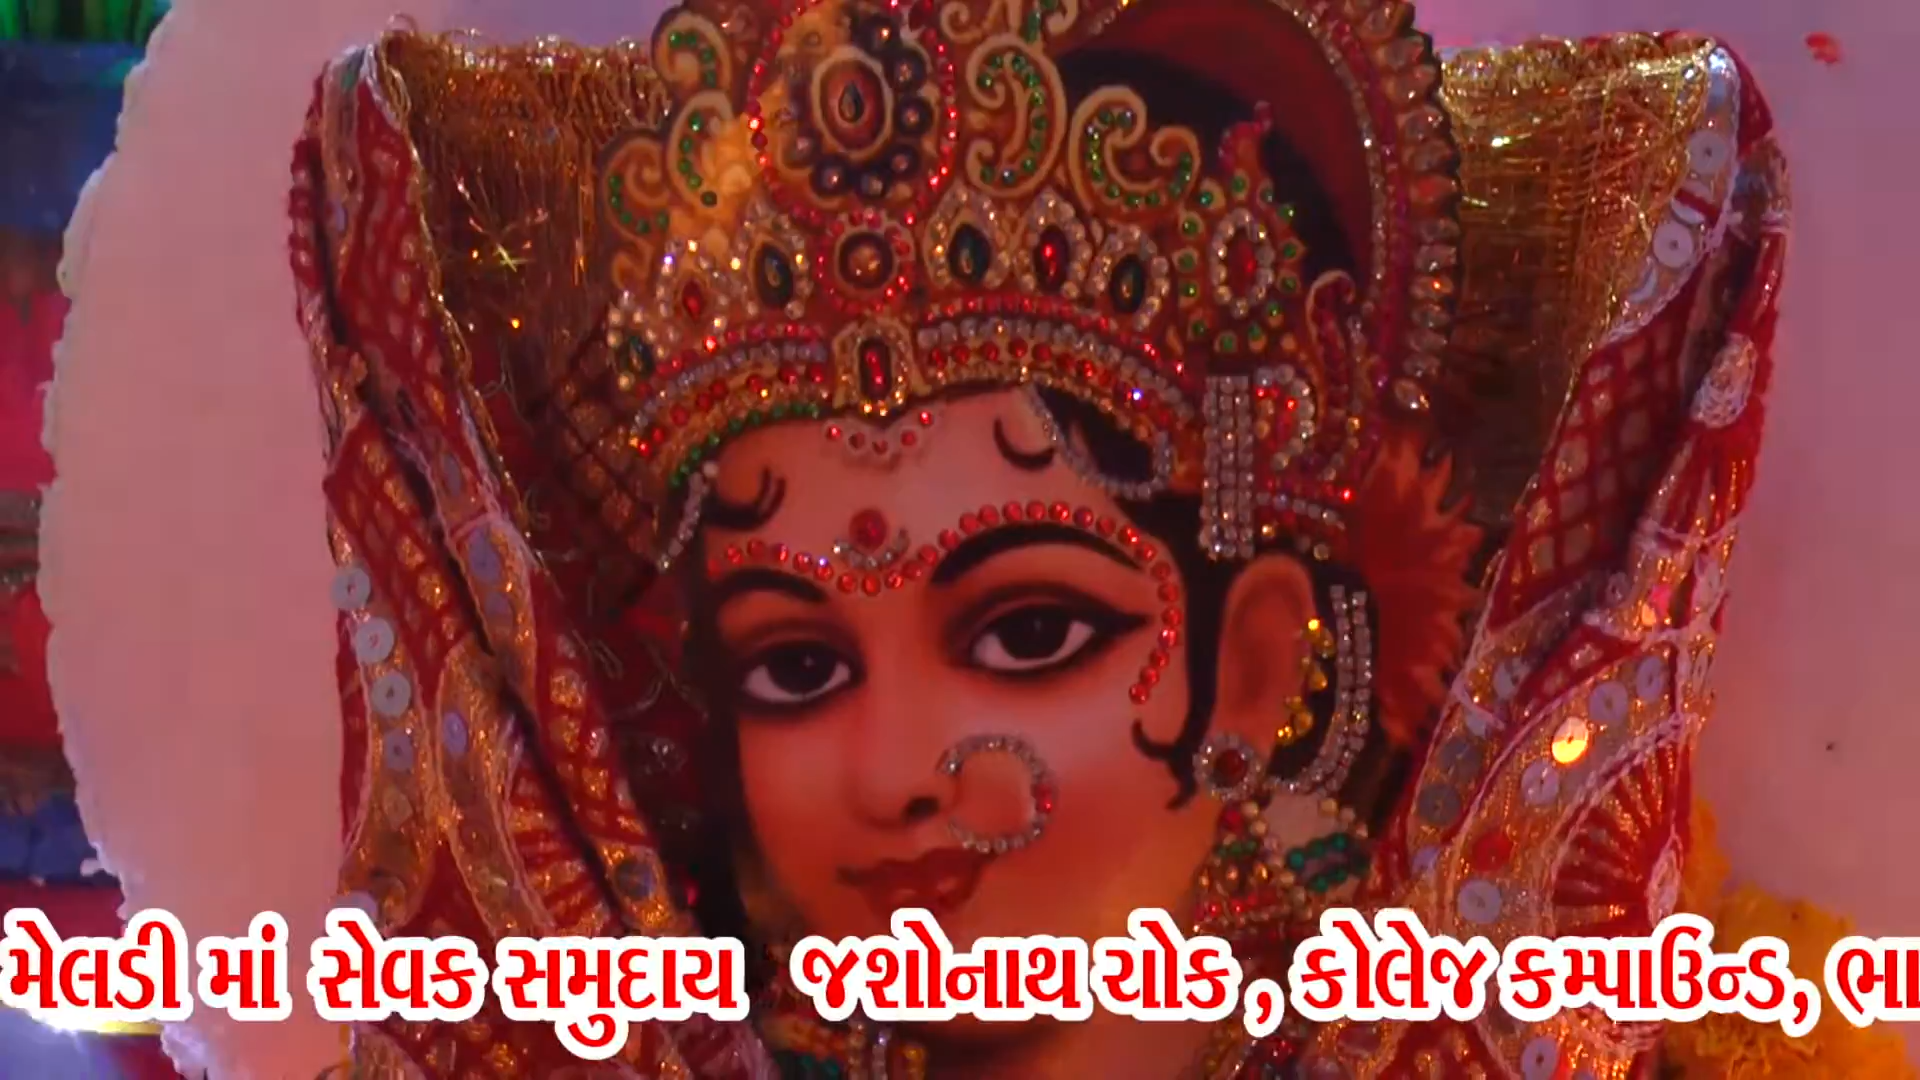 મેલડી માં સેવક સમુદાય જશોનાથ ચોક, કોલેજ કમ્પાઉન્ડ, ભા